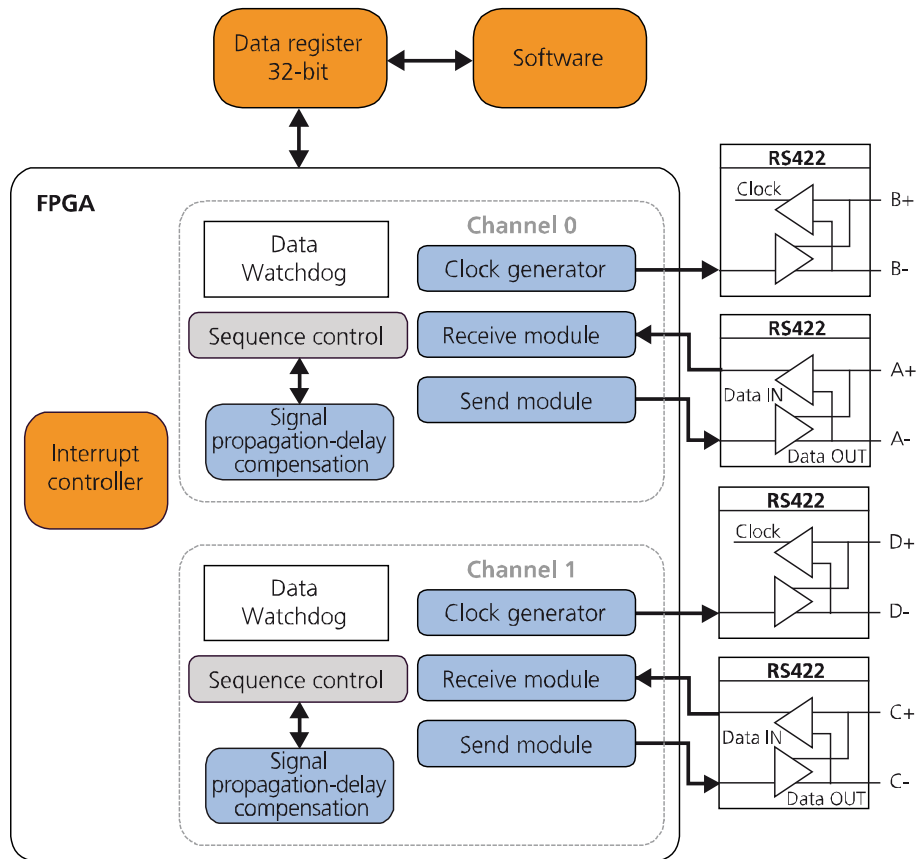 Data register
32-bit
Software
FPGA
Channel 0
Data
Watchdog
Clock generator
Sequence control
Receive module
Send module
Signal
propagation-delay
compensation
Interrupt
controller
Channel 1
Data
Watchdog
Clock generator
Sequence control
Receive module
Send module
Signal
propagation-delay
compensation
RS422
Clock
B+
B-
RS422
A+
Data IN
A-
Data OUT
RS422
Clock
D+
D-
RS422
C+
Data IN
C-
Data OUT